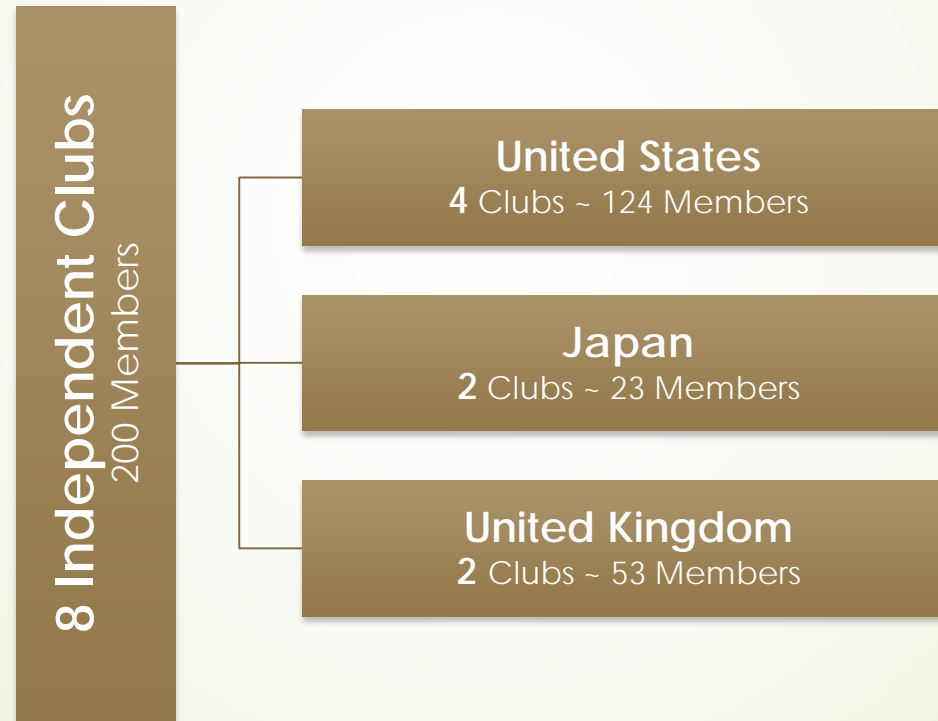 8 Independent Clubs
200 Members
United States
4 Clubs ~ 124 Members
Japan
2 Clubs ~ 23 Members
United Kingdom
2 Clubs ~ 53 Members